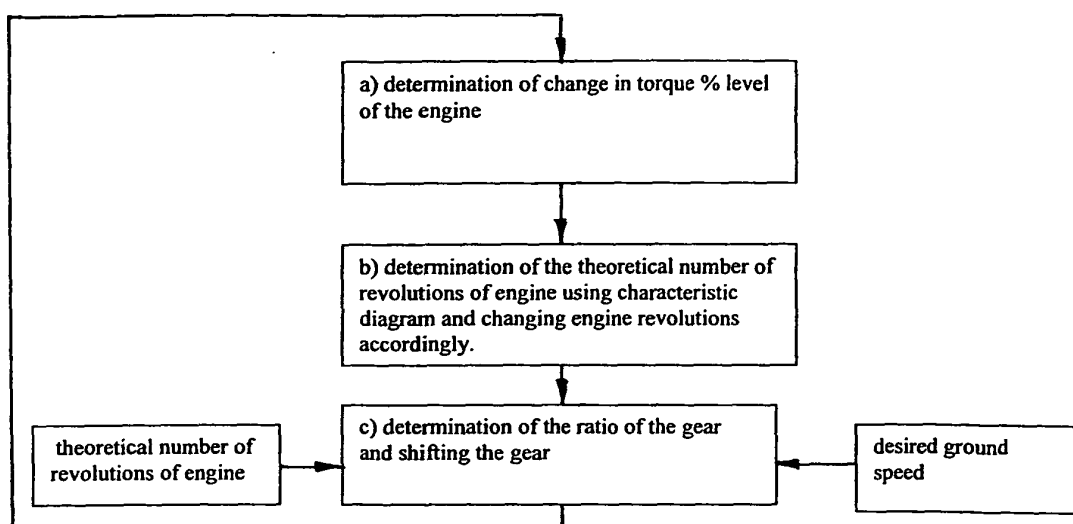 a) determination of change in torque % level
of the engine
b) determination of the theoretical number of
revolutions of engine using characteristic
diagram and changing engine revolutions
accordingly.
theoretical number of
revolutions of engine
c) determination of the ratio of the gear
and shifting the gear
desired ground
speed